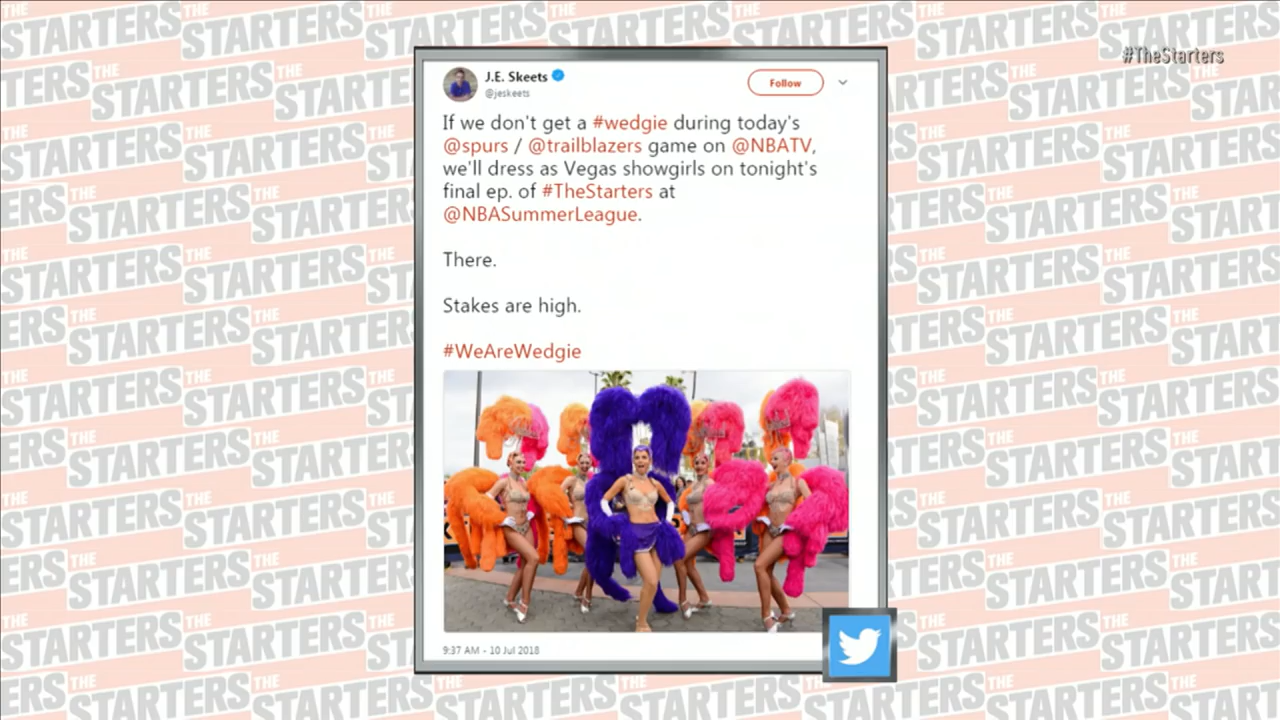 #TheStarters
J.E. Skeets
@jeskeets
Follow
If we don't get a #wedgie during today's
@spurs / @trailblazers game on @NBATV,
we'll dress as Vegas showgirls on tonight's
final ep. of #TheStarters at
@NBASummerLeague.
There.
Stakes are high.
#WeAreWedgie
9:37 AM - 10 Jul 2018
THE STARTERS